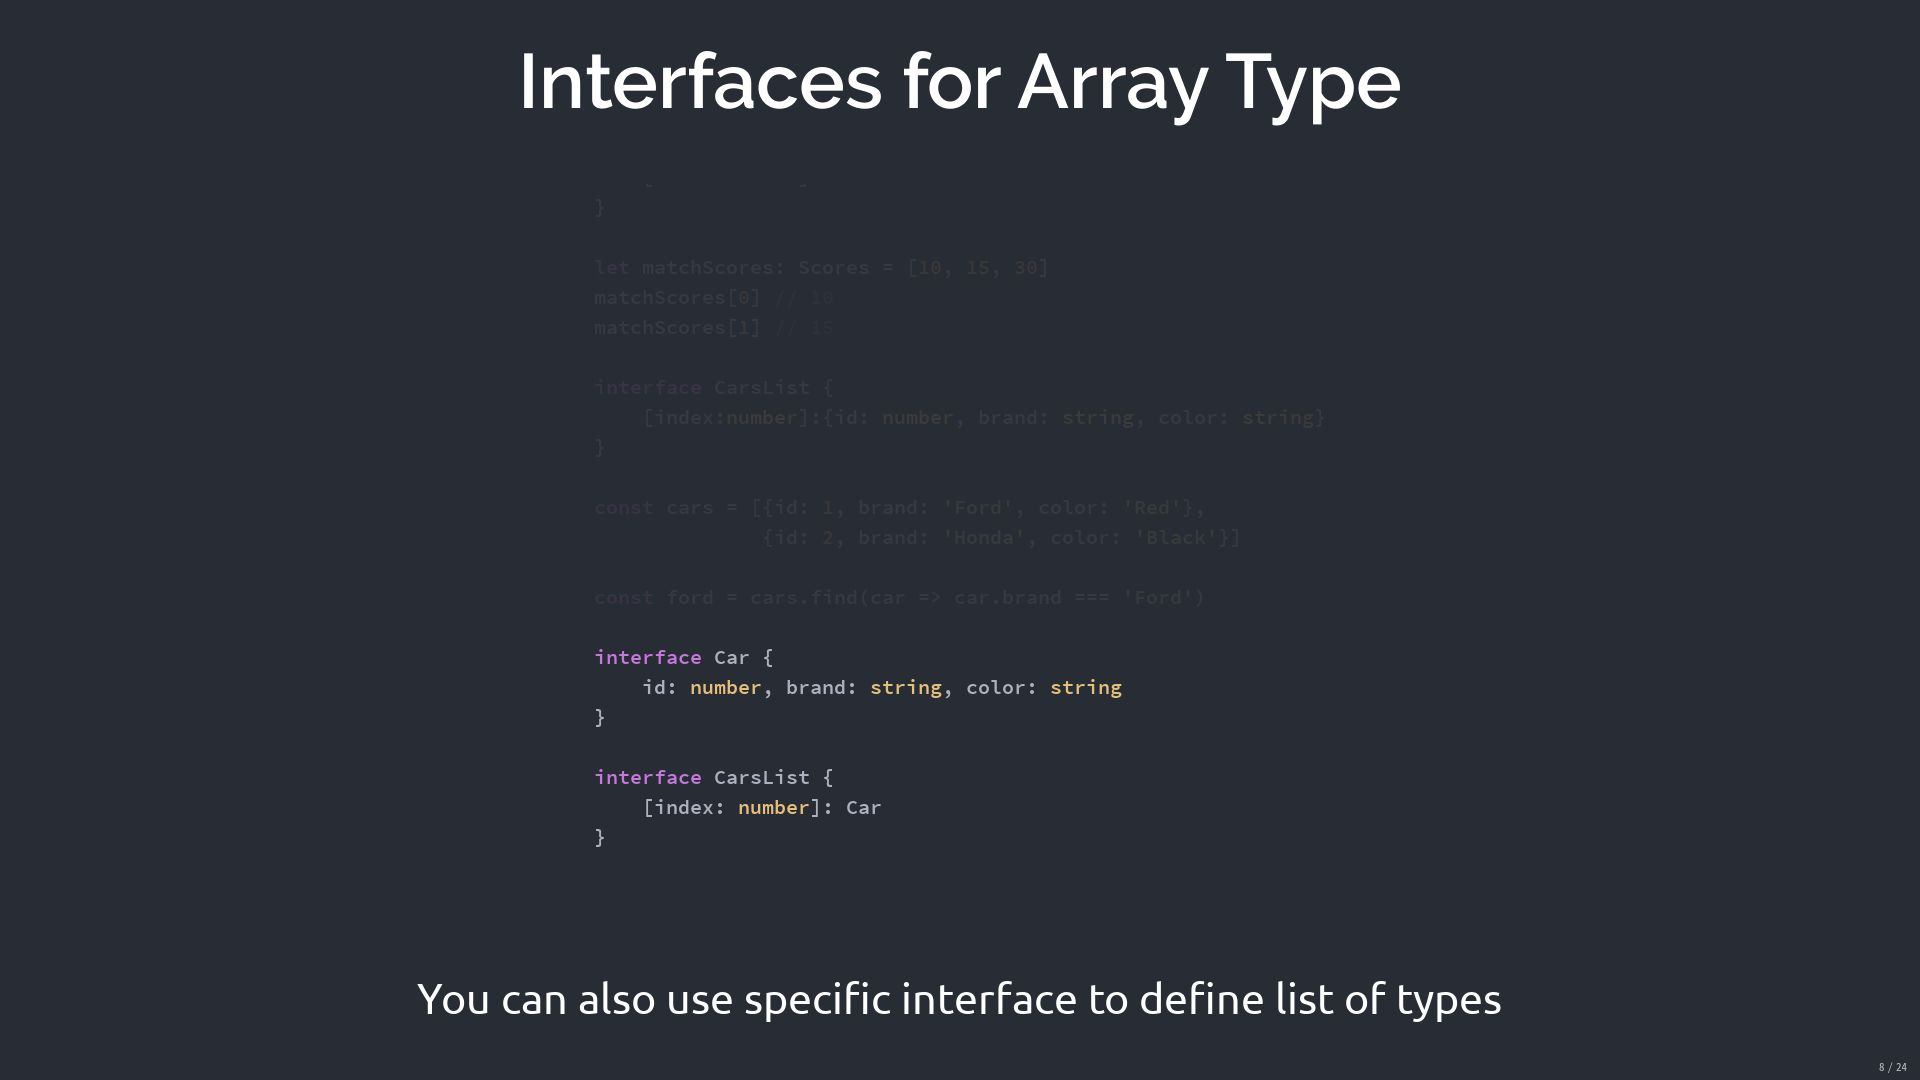 Interfaces for Array Type
}
let matchScores: Scores = [10, 15, 30]
matchScores[0] // 10
matchScores[1] // 15
interface CarsList {
[index:number]:{id: number, brand: string, color: string}
}
const cars = [{id: 1, brand: 'Ford', color: 'Red'},
{id: 2, brand: 'Honda', color: 'Black'}]
const ford = cars.find(car => car.brand === 'Ford')
interface Car {
id: number, brand: string, color: string
}
interface CarsList {
[index: number]: Car
}
You can also use specific interface to define list of types
8 / 24